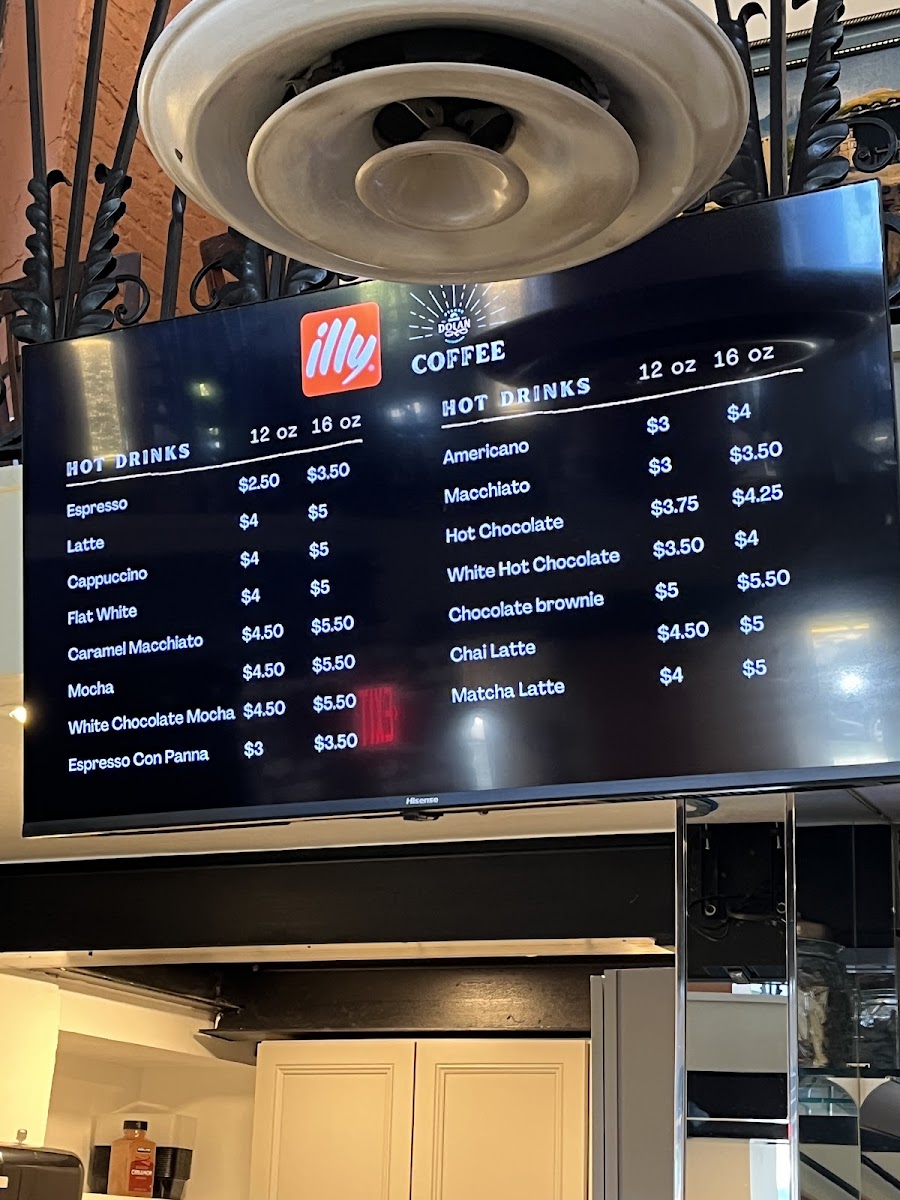 illy
DOLAN
COFFEE
HOT DRINKS 12 oz 16 oz
Espresso $2.50 $3.50
Latte $4 $5
Cappuccino $4 $5
Flat White $4 $5
Caramel Macchiato $4.50 $5.50
Mocha $4.50 $5.50
White Chocolate Mocha $4.50 $5.50
Espresso Con Panna $3 $3.50
HOT DRINKS 12 oz 16 oz
Americano $3 $4
Macchiato $3 $3.50
Hot Chocolate $3.75 $4.25
White Hot Chocolate $3.50 $4
Chocolate brownie $5 $5.50
Chai Latte $4.50 $5
Matcha Latte $4 $5
Hisense
CINNAMON